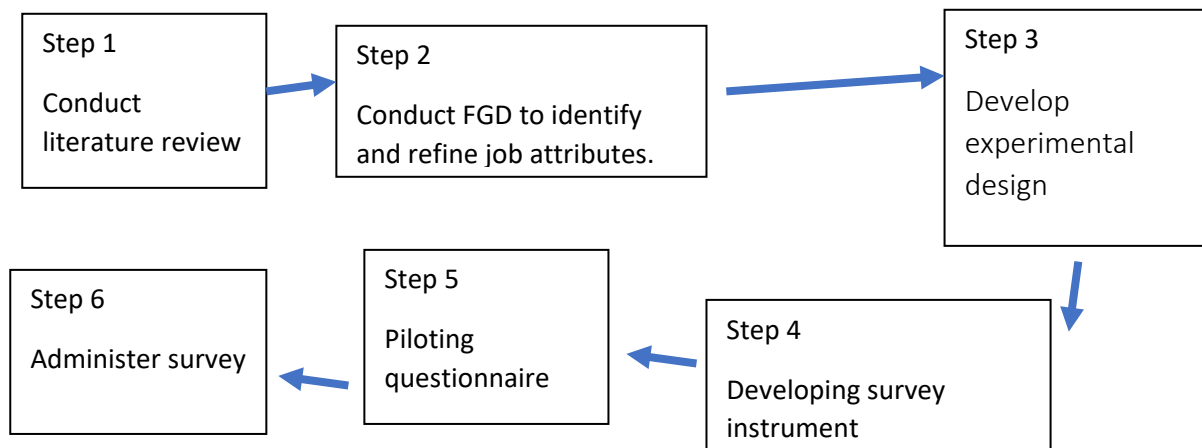 Step 1
Conduct
literature review
Step 2
Conduct FGD to identify
and refine job attributes.
Step 3
Develop
experimental
design
Step 4
Developing survey
instrument
Step 5
Piloting
questionnaire
Step 6
Administer survey